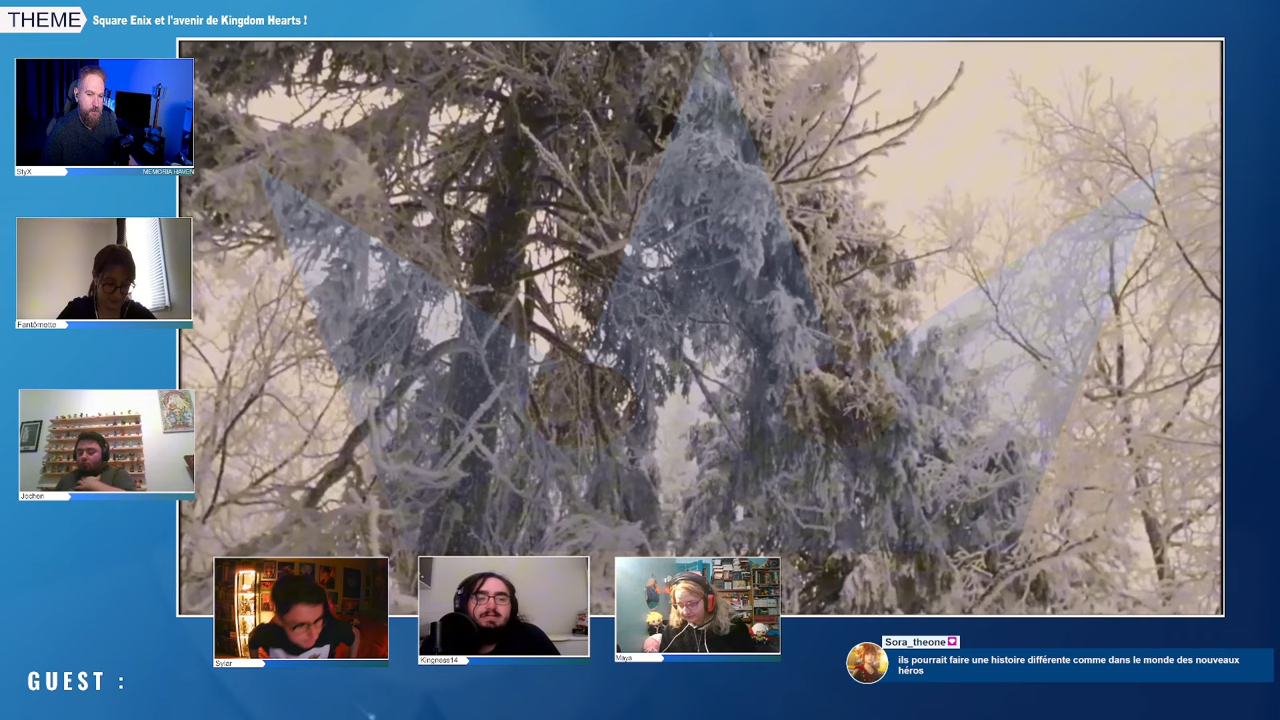 THEME
Square Enix et l'avenir de Kingdom Hearts !
StyX
MEMORIA HAVEN
Fantômette
Jochen
Sylar
Kingness14
Maya
Sora_theone
ils pourrait faire une histoire différente comme dans le monde des nouveaux
héros
GUEST :